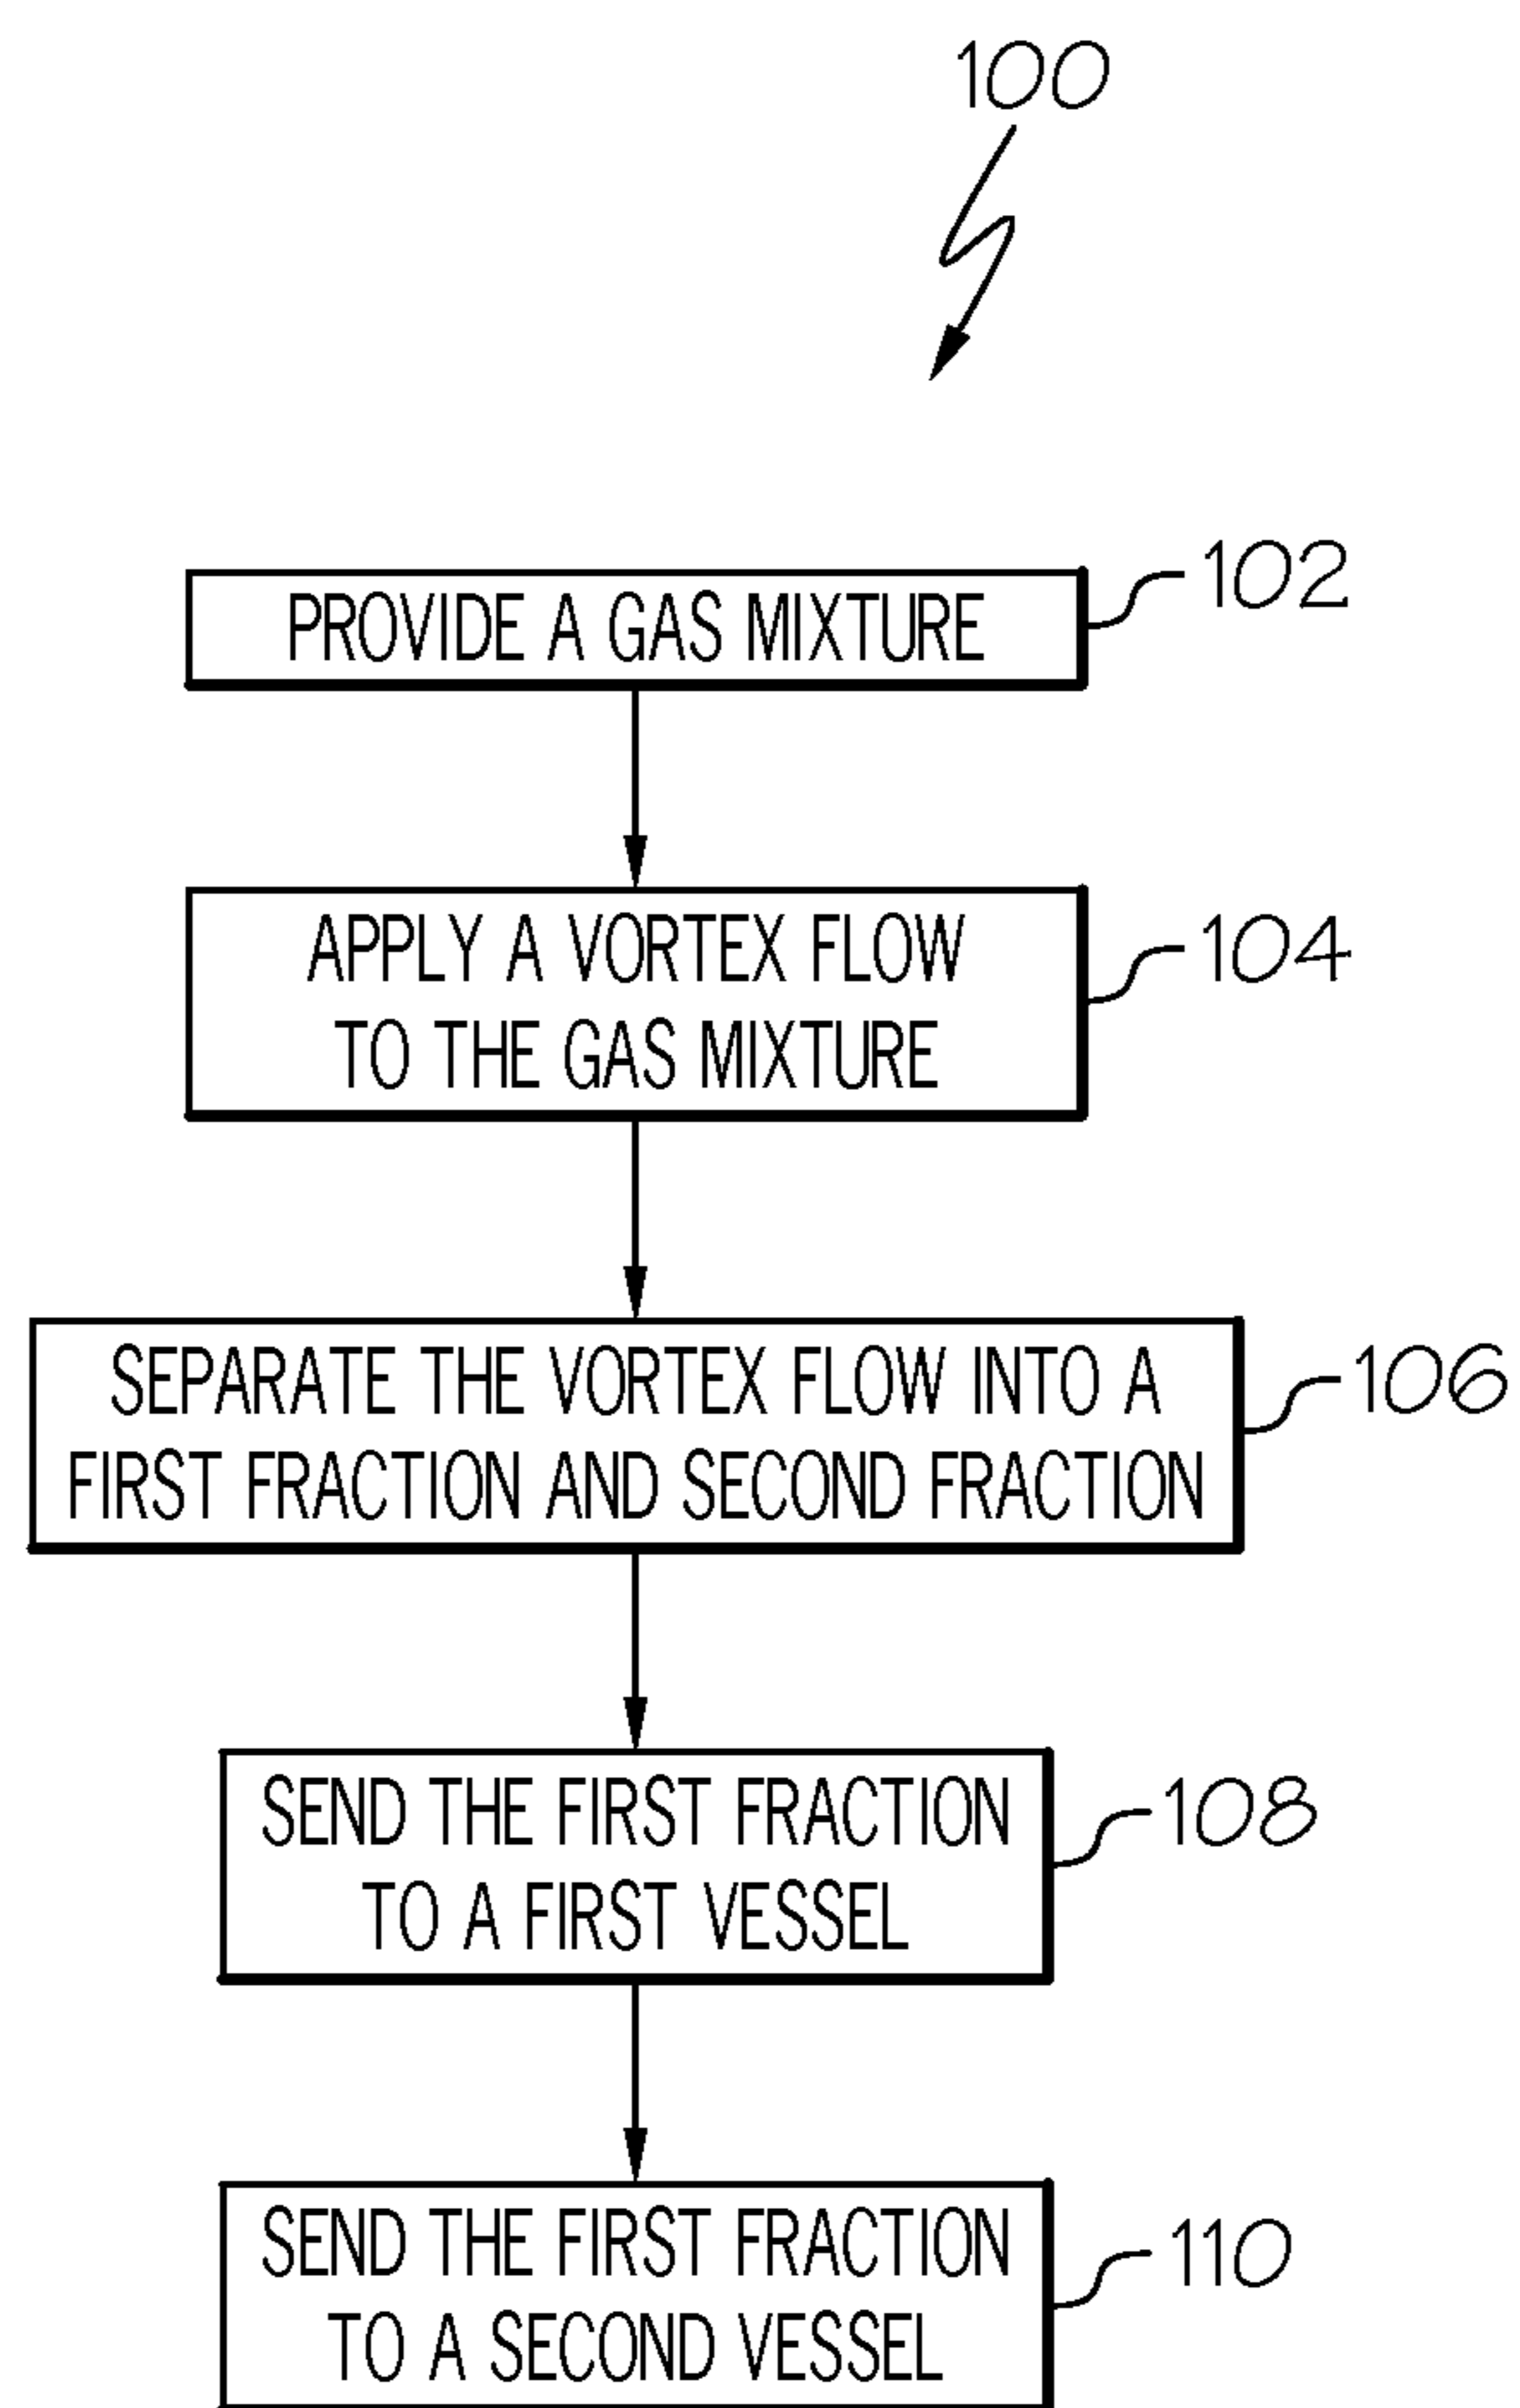 100
PROVIDE A GAS MIXTURE
102
APPLY A VORTEX FLOW
TO THE GAS MIXTURE
104
SEPARATE THE VORTEX FLOW INTO A
FIRST FRACTION AND SECOND FRACTION
106
SEND THE FIRST FRACTION
TO A FIRST VESSEL
108
SEND THE FIRST FRACTION
TO A SECOND VESSEL
110